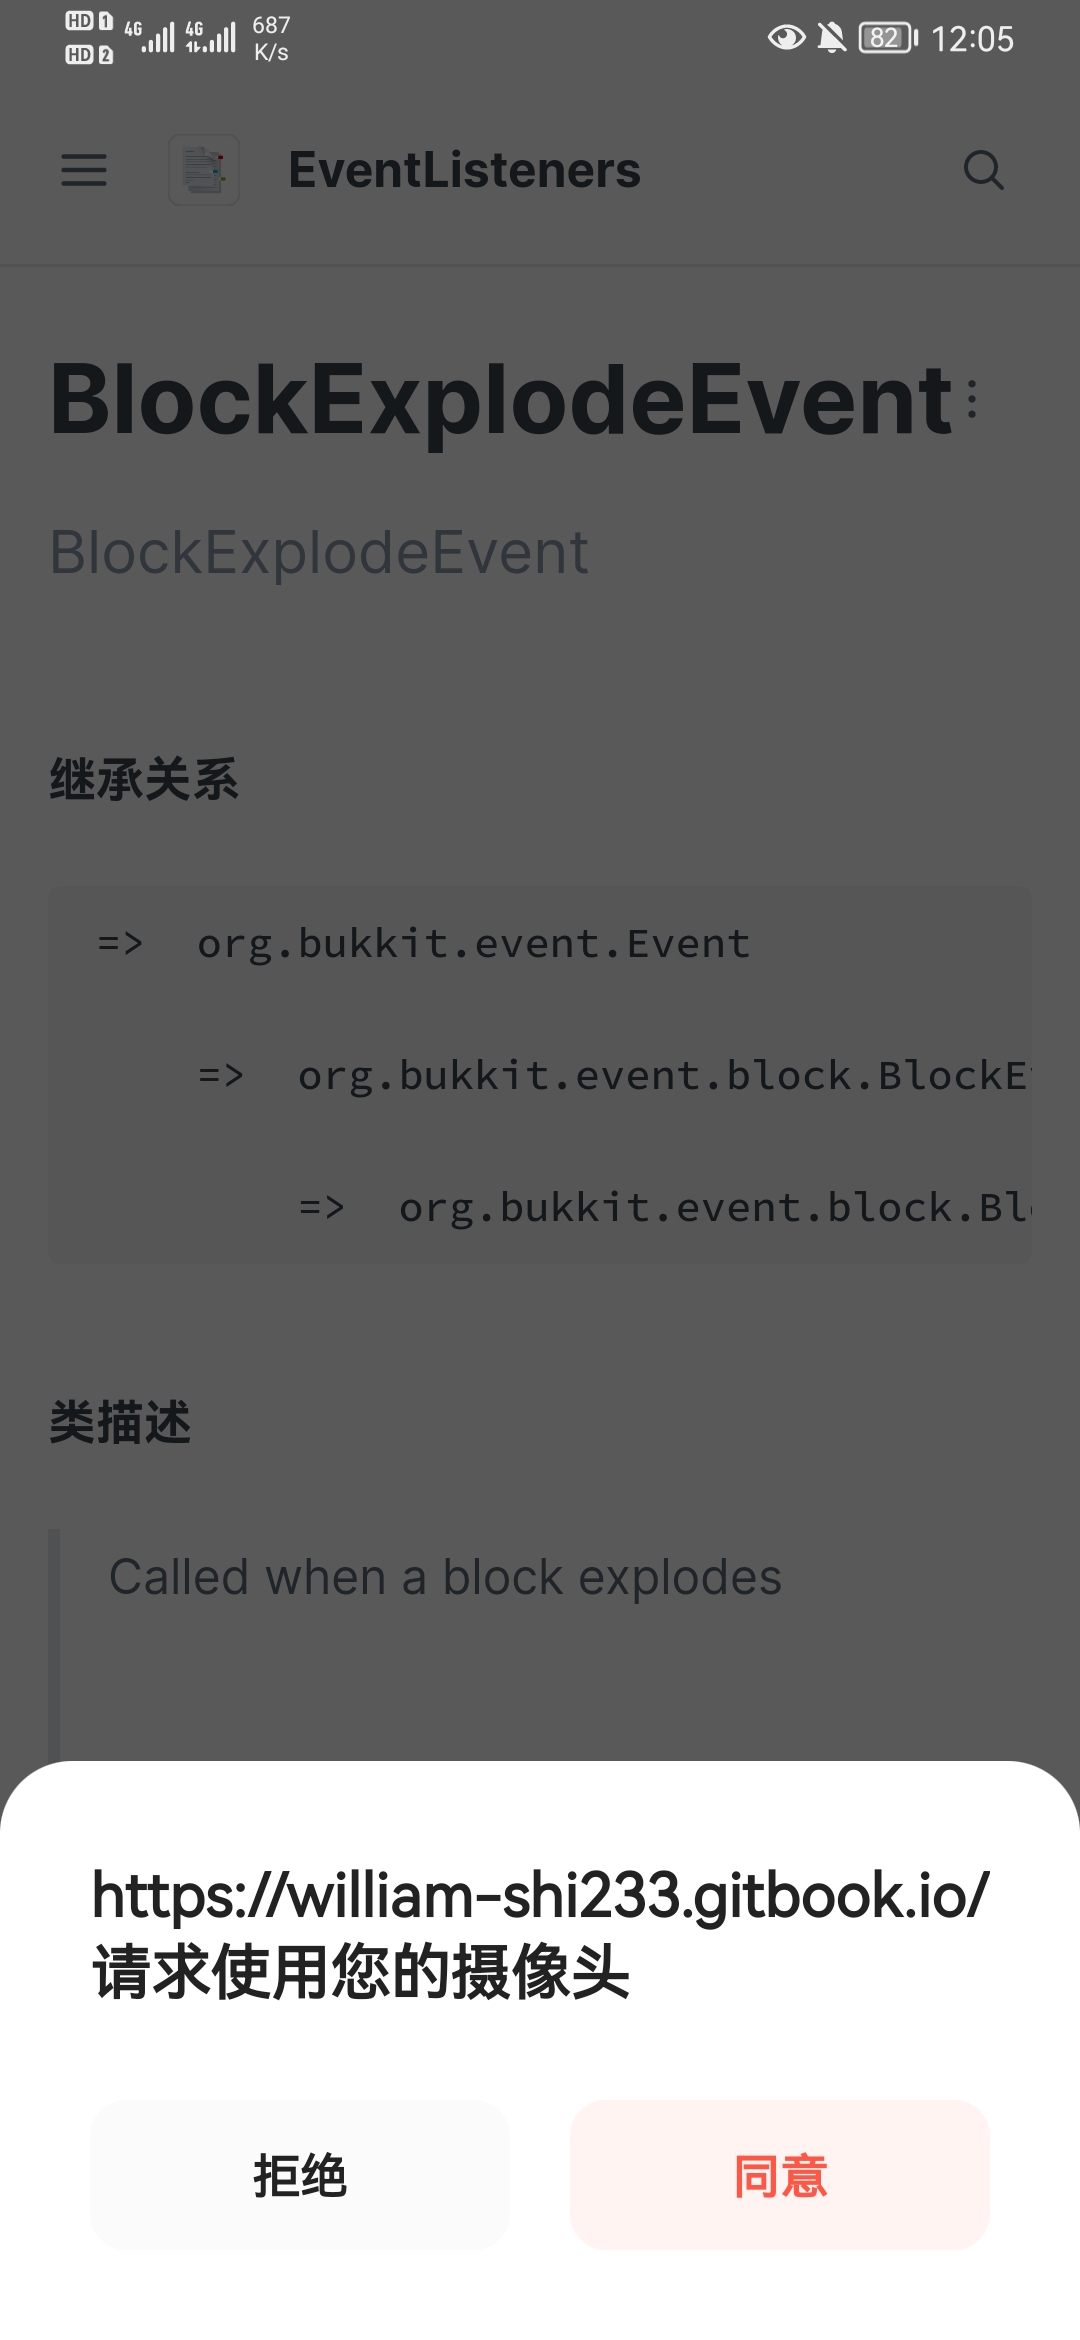 HD 1 4G 4G 687
HD 2 K/s
82 12:05
EventListeners
BlockExplodeEvent
BlockExplodeEvent
继承关系
=> org.bukkit.event.Event
=> org.bukkit.event.block.BlockE
=> org.bukkit.event.block.Bl
类描述
Called when a block explodes
https://william-shi233.gitbook.io/
请求使用您的摄像头
拒绝
同意